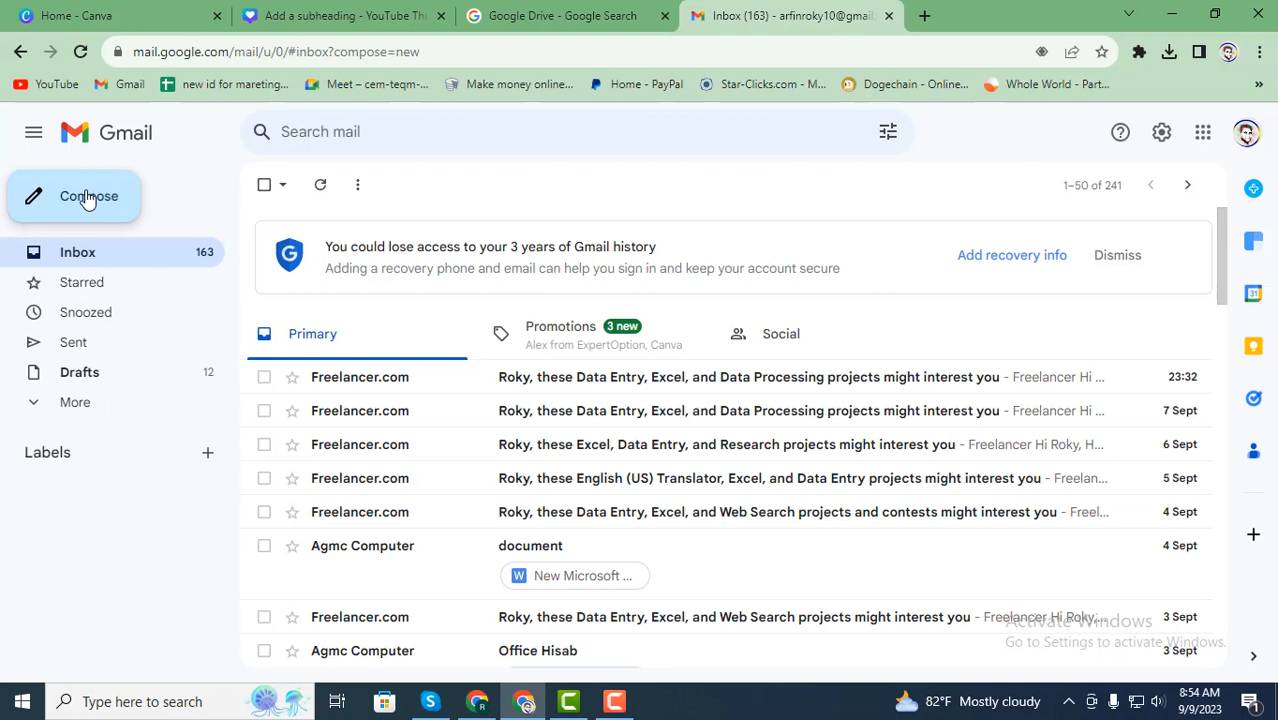 Home - Canva
Add a subheading - YouTube Th
Google Drive - Google Search
Inbox (163) - arfinroky10@gmail.
mail.google.com/mail/u/0/#inbox?compose=new
YouTube
Gmail
new id for mareting...
Meet – cem-teqm-...
Make money online...
Home - PayPal
Star-Clicks.com - M...
Dogechain - Online...
Whole World - Part...
Gmail
Search mail
Compose
1–50 of 241
Inbox 163
Starred
Snoozed
Sent
Drafts 12
More
Labels
You could lose access to your 3 years of Gmail history
Adding a recovery phone and email can help you sign in and keep your account secure
Add recovery info
Dismiss
Primary
Promotions 3 new
Alex from ExpertOption, Canva
Social
Freelancer.com Roky, these Data Entry, Excel, and Data Processing projects might interest you - Freelancer Hi ... 23:32
Freelancer.com Roky, these Data Entry, Excel, and Data Processing projects might interest you - Freelancer Hi ... 7 Sept
Freelancer.com Roky, these Excel, Data Entry, and Research projects might interest you - Freelancer Hi Roky, H... 6 Sept
Freelancer.com Roky, these English (US) Translator, Excel, and Data Entry projects might interest you - Freelan... 5 Sept
Freelancer.com Roky, these Data Entry, Excel, and Web Search projects and contests might interest you - Freel... 4 Sept
Agmc Computer document 4 Sept
W New Microsoft ...
Freelancer.com Roky, these Data Entry, Excel, and Web Search projects might interest you - Freelancer Hi Roky,... 3 Sept
Agmc Computer Office Hisab 3 Sept
Activate Windows
Go to Settings to activate Windows.
Type here to search
82°F Mostly cloudy
8:54 AM
9/9/2023